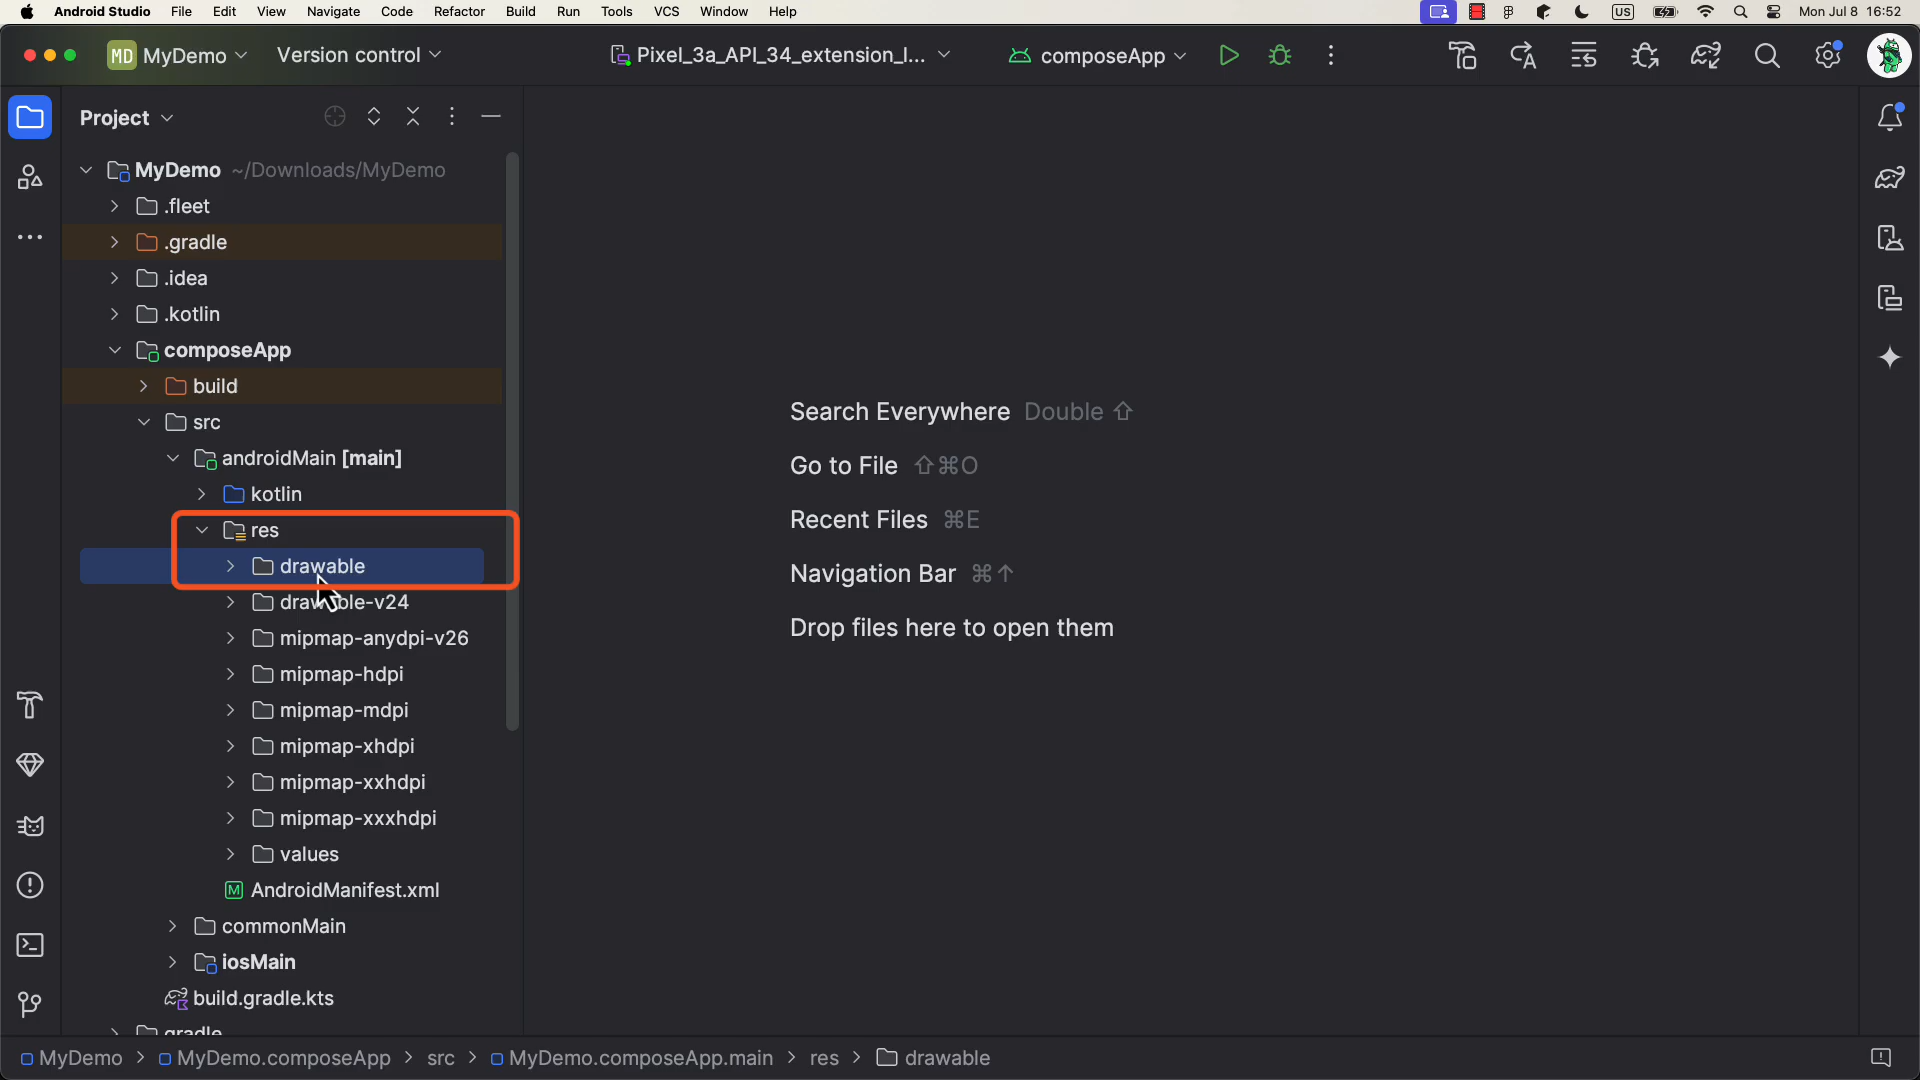 Android Studio File Edit View Navigate Code Refactor Build Run Tools VCS Window Help US Mon Jul 8 16:52
MD MyDemo Version control Pixel_3a_API_34_extension_l... composeApp
Project
MyDemo ~/Downloads/MyDemo
.fleet
.gradle
.idea
.kotlin
composeApp
build
src
androidMain [main]
kotlin
res
drawable
drawable-v24
mipmap-anydpi-v26
mipmap-hdpi
mipmap-mdpi
mipmap-xhdpi
mipmap-xxhdpi
mipmap-xxxhdpi
values
M AndroidManifest.xml
commonMain
iosMain
build.gradle.kts
gradle
Search Everywhere Double ⇧
Go to File ⇧⌘O
Recent Files ⌘E
Navigation Bar ⌘↑
Drop files here to open them
MyDemo > MyDemo.composeApp > src > MyDemo.composeApp.main > res > drawable